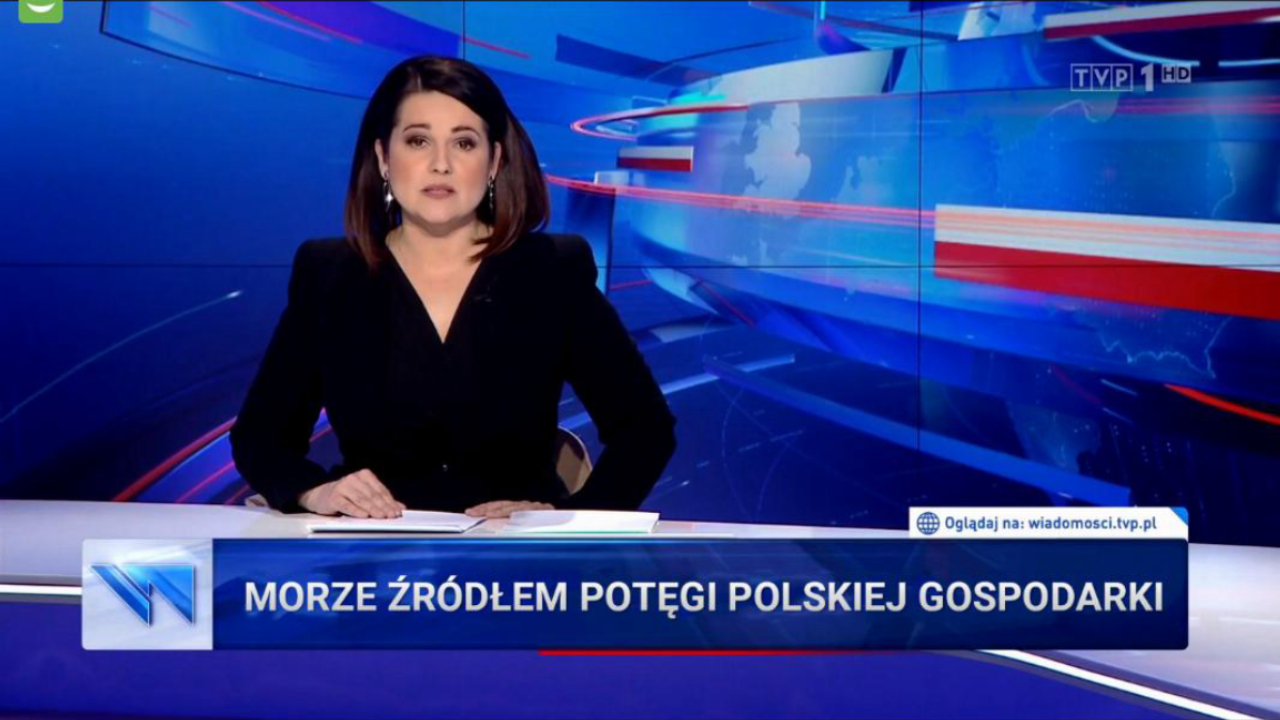 TVP 1 HD
Oglądaj na: wiadomosci.tvp.pl
MORZE ŹRÓDŁEM POTĘGI POLSKIEJ GOSPODARKI